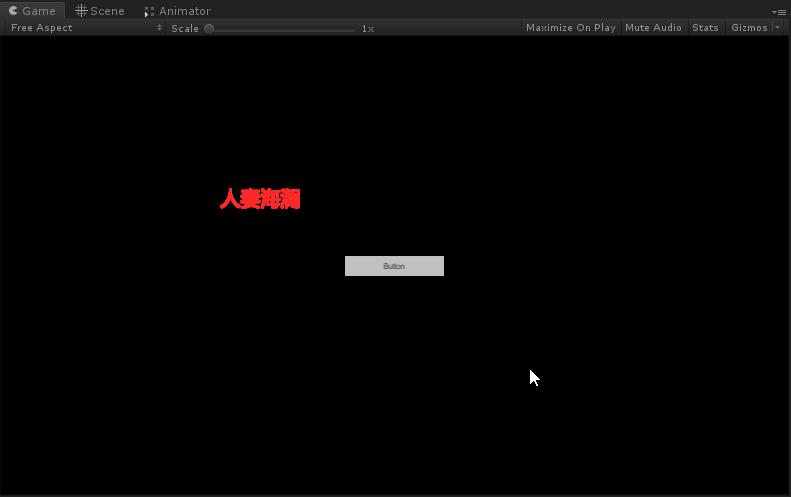 Game Scene Animator
Free Aspect Scale 1x Maximize On Play Mute Audio Stats Gizmos
人妻海澜
Button